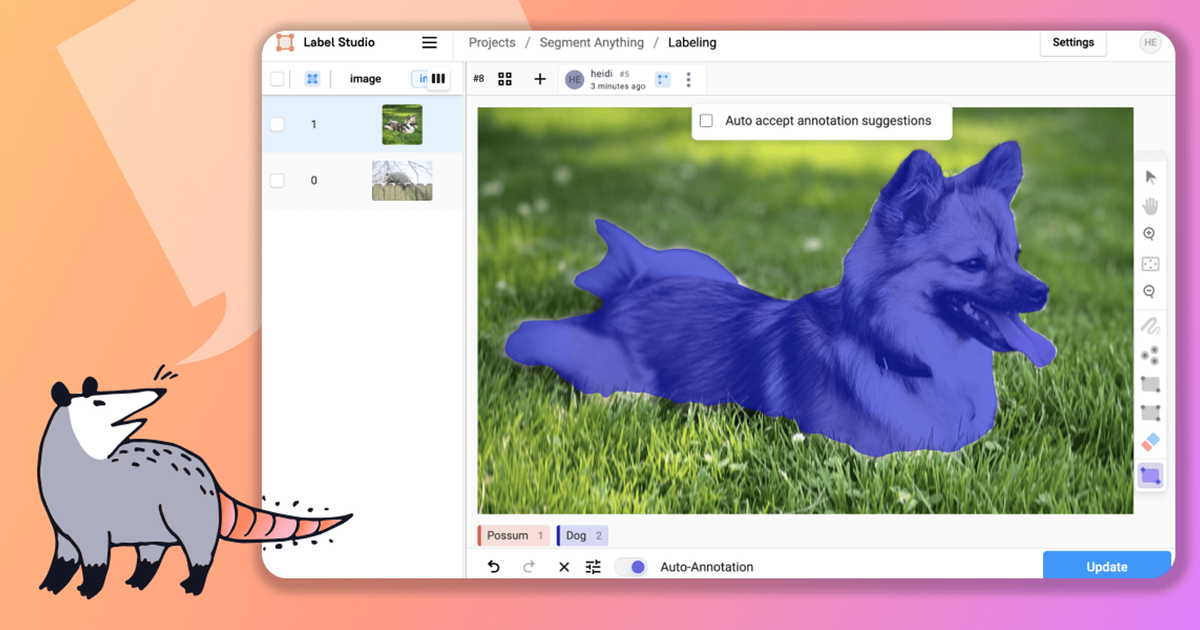 Label Studio
Projects / Segment Anything / Labeling
Settings
HE
image
in
#8
HE
heidi #5
3 minutes ago
1
0
Auto accept annotation suggestions
Possum 1
Dog 2
Auto-Annotation
Update